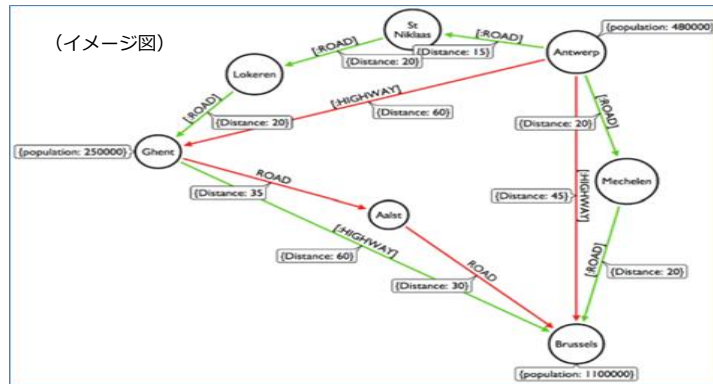 （イメージ図）
St
Niklaas
{population: 480000}
[:ROAD]
[:ROAD]
{Distance: 15}
Antwerp
{Distance: 20}
Lokeren
[:ROAD]
[:HIGHWAY]
[:ROAD]
{Distance: 20}
{Distance: 60}
{Distance: 20}
{population: 250000}
Ghent
ROAD
Mechelen
{Distance: 35
[:HIGHWAY]
{Distance: 45}
Aalst
[:HIGHWAY]
ROAD
{Distance: 60}
[:ROAD]
{Distance: 20}
{Distance: 30}
Brussels
{population: 1100000}